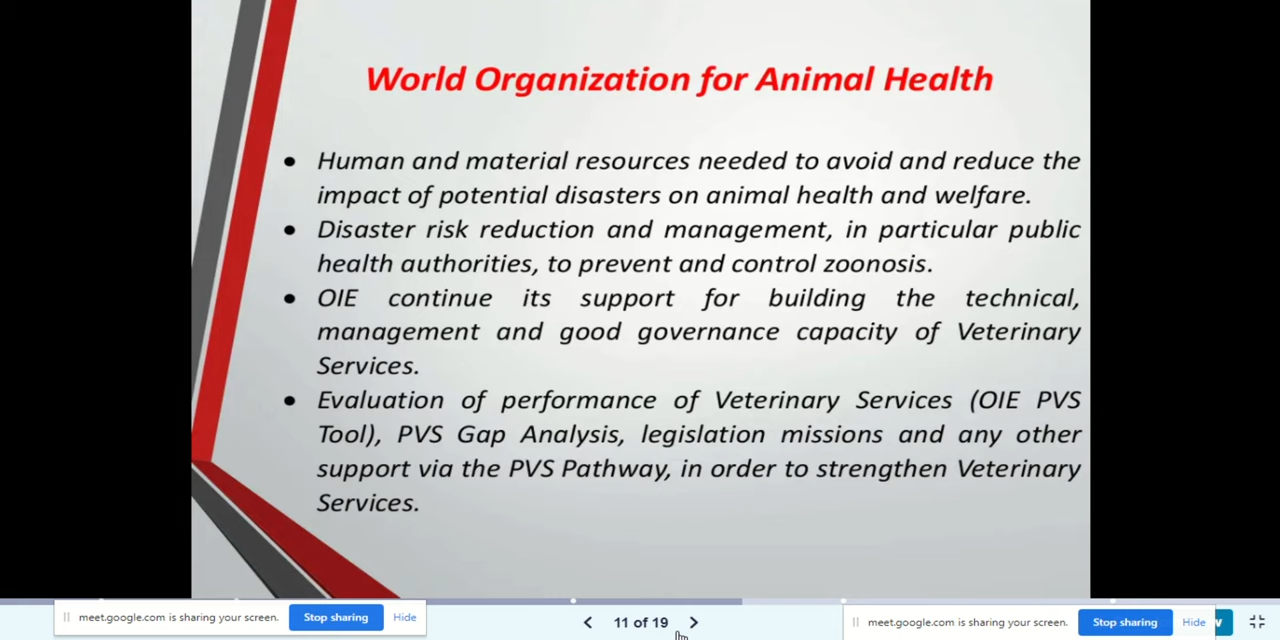 World Organization for Animal Health
• Human and material resources needed to avoid and reduce the
impact of potential disasters on animal health and welfare.
• Disaster risk reduction and management, in particular public
health authorities, to prevent and control zoonosis.
• OIE continue its support for building the technical,
management and good governance capacity of Veterinary
Services.
• Evaluation of performance of Veterinary Services (OIE PVS
Tool), PVS Gap Analysis, legislation missions and any other
support via the PVS Pathway, in order to strengthen Veterinary
Services.
meet.google.com is sharing your screen. Stop sharing Hide
11 of 19
meet.google.com is sharing your screen. Stop sharing Hide